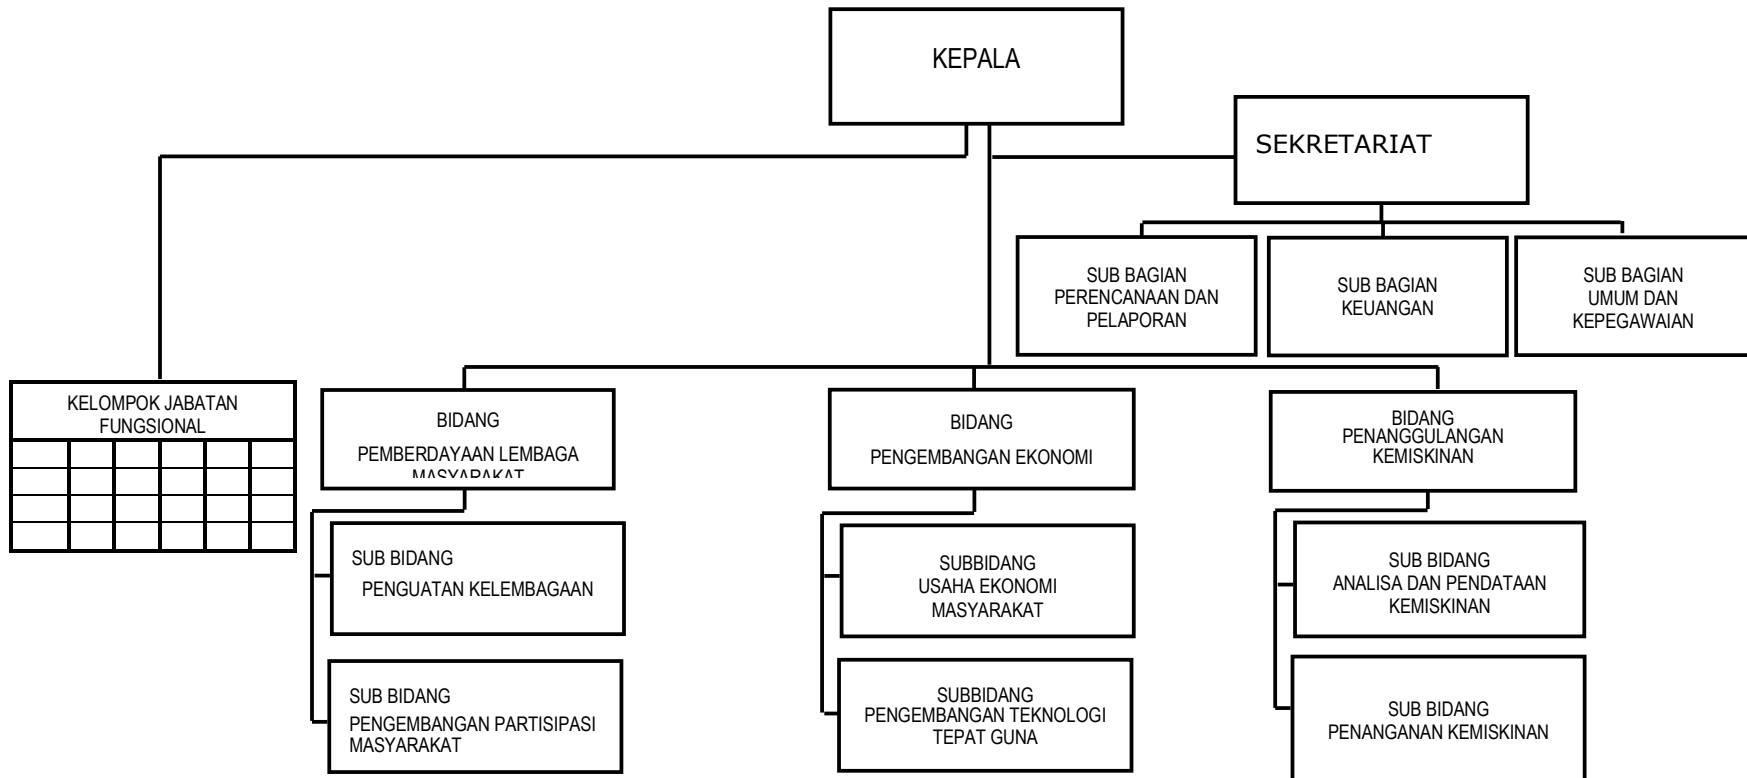 KEPALA
SEKRETARIAT
SUB BAGIAN
PERENCANAAN DAN
PELAPORAN
SUB BAGIAN
KEUANGAN
SUB BAGIAN
UMUM DAN
KEPEGAWAIAN
KELOMPOK JABATAN
FUNGSIONAL
BIDANG
PEMBERDAYAAN LEMBAGA
MASYARAKAT
BIDANG
PENGEMBANGAN EKONOMI
BIDANG
PENANGGULANGAN
KEMISKINAN
SUB BIDANG
PENGUATAN KELEMBAGAAN
SUBBIDANG
USAHA EKONOMI
MASYARAKAT
SUB BIDANG
ANALISA DAN PENDATAAN
KEMISKINAN
SUB BIDANG
PENGEMBANGAN PARTISIPASI
MASYARAKAT
SUBBIDANG
PENGEMBANGAN TEKNOLOGI
TEPAT GUNA
SUB BIDANG
PENANGANAN KEMISKINAN